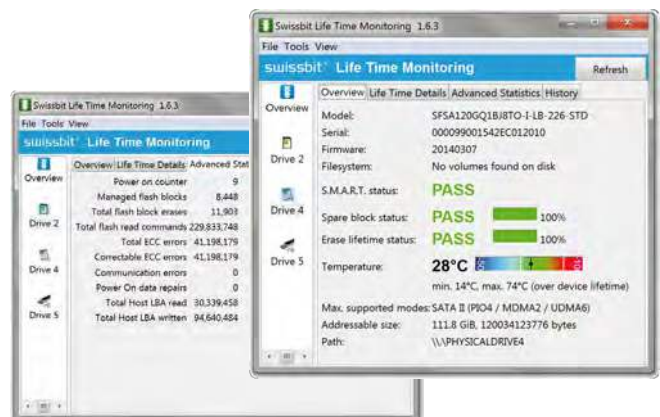 Swissbit Life Time Monitoring 1.6.3
File Tools View
swissbit® Life Time Monitoring
Refresh
Overview
Drive 2
Drive 4
Drive 5
Overview Life Time Details Advanced Statistics History
Model: SFSA120GQ1BJ8TO-I-LB-226-STD
Serial: 000099001542EC012010
Firmware: 20140307
Filesystem: No volumes found on disk
S.M.A.R.T. status: PASS
Spare block status: PASS 100%
Erase lifetime status: PASS 100%
Temperature: 28°C
min. 14°C, max. 74°C (over device lifetime)
Max. supported modes: SATA II (PIO4 / MDMA2 / UDMA6)
Addressable size: 111.8 GiB, 120034123776 bytes
Path: \\.\PHYSICALDRIVE4
Swissbit Life Time Monitoring 1.6.3
File Tools View
swissbit® Life Time Monitoring
Overview
Drive 2
Drive 4
Drive 5
Overview Life Time Details Advanced Stat
Power on counter 9
Managed flash blocks 8,448
Total flash block erases 11,903
Total flash read commands 229,833,748
Total ECC errors 41,198,179
Correctable ECC errors 41,198,179
Communication errors 0
Power On data repairs 0
Total Host LBA read 30,339,458
Total Host LBA written 94,640,484